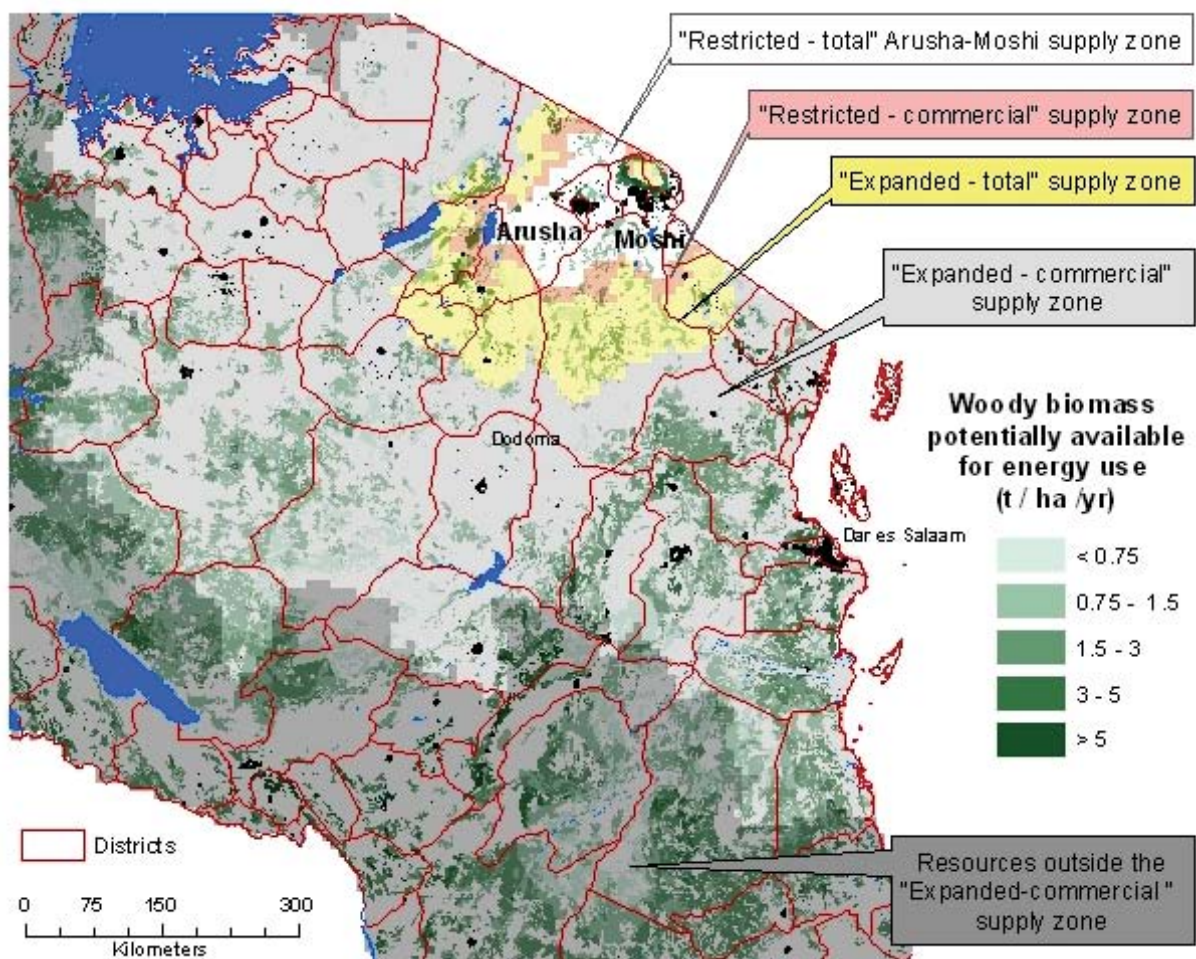 "Restricted - total" Arusha-Moshi supply zone
"Restricted - commercial" supply zone
"Expanded - total" supply zone
Arusha
Moshi
"Expanded - commercial"
supply zone
Woody biomass
potentially available
for energy use
(t / ha /yr)
Dodoma
Dar es Salaam
< 0.75
0.75 - 1.5
1.5 - 3
3 - 5
> 5
Districts
0 75 150 300
Kilometers
Resources outside the
"Expanded-commercial "
supply zone